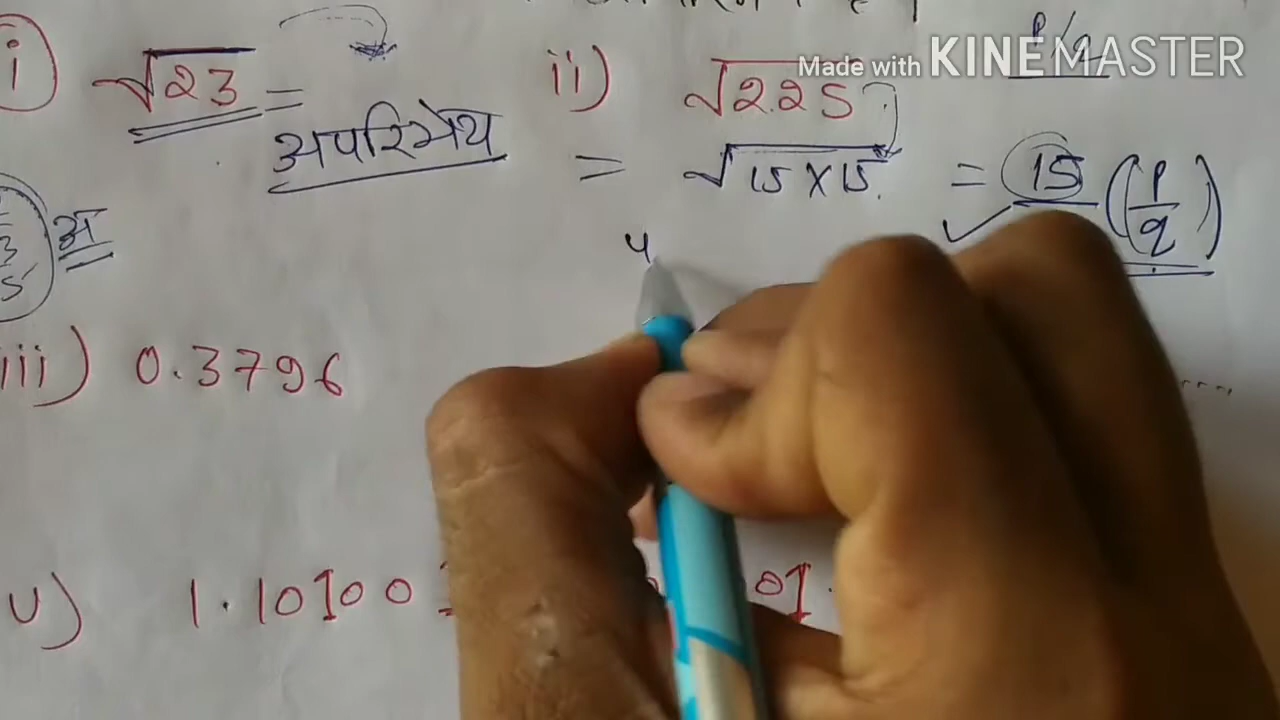 P/q
Made with KINEMASTER
i √23 =
अपरिमेय
ii) √225
= √15×15 = 15 (p/q)
अ
iii) 0.3796
v) 1.10100